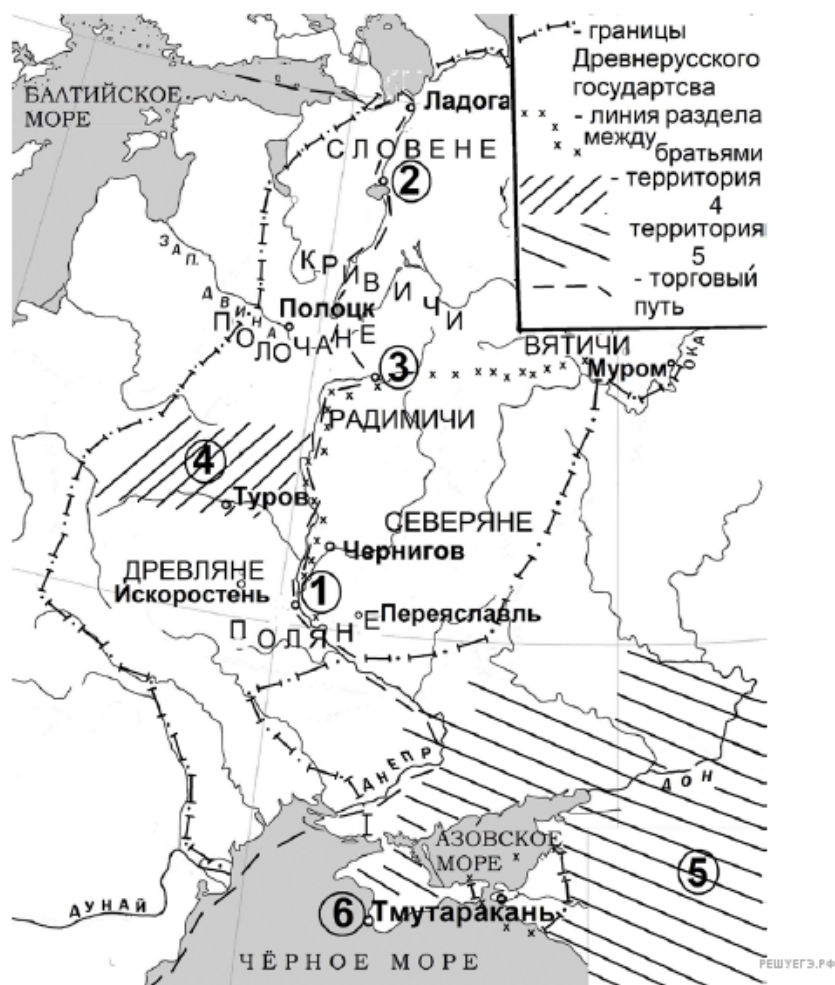 - границы
Древнерусского
государтсва
- линия раздела
между
братьями
- территория
4
территория
5
- торговый
путь
БАЛТИЙСКОЕ
МОРЕ
Ладога
СЛОВЕНЕ
2
КРИВИЧИ
ЗАП. ДВИНА
Полоцк
ПОЛОЧАНЕ
3
ВЯТИЧИ
Муром
ОКА
РАДИМИЧИ
4
Туров
СЕВЕРЯНЕ
Чернигов
ДРЕВЛЯНЕ
Искоростень
1
Переяславль
ПОЛЯНЕ
ДНЕПР
ДОН
АЗОВСКОЕ
МОРЕ
5
ДУНАЙ
6
Тмутаракань
ЧЁРНОЕ МОРЕ
РЕШУЕГЭ.РФ